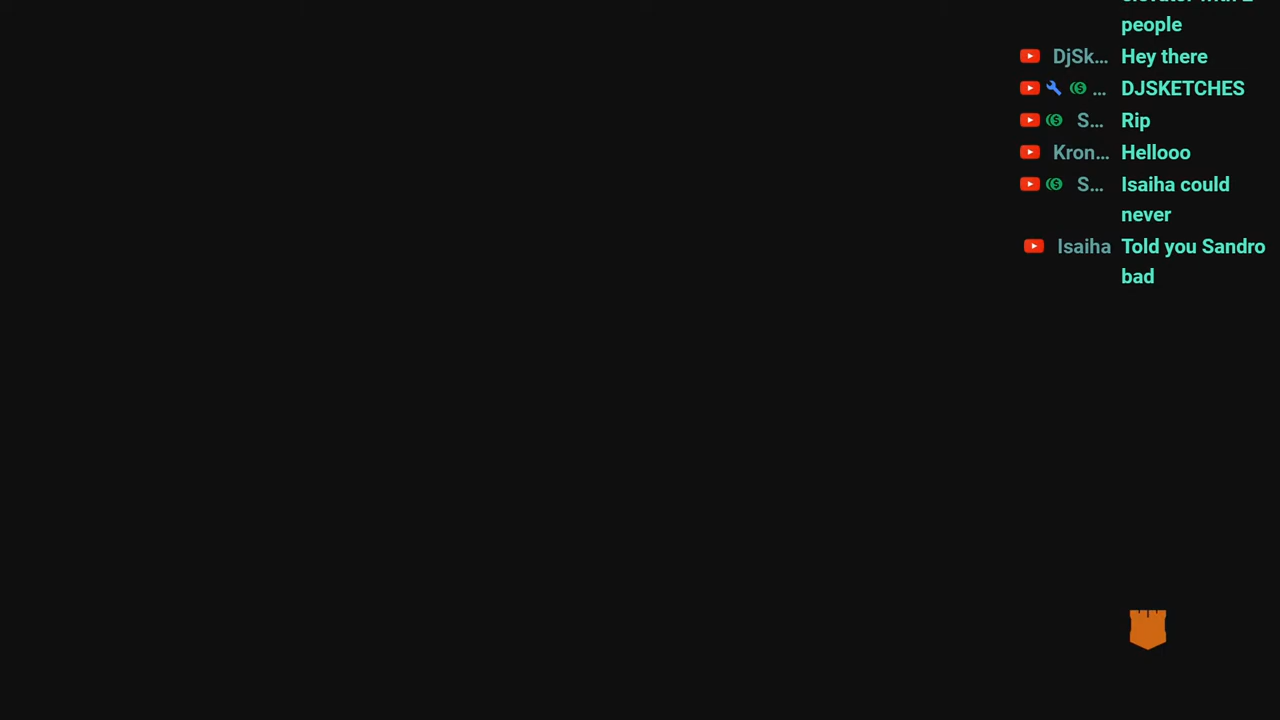 people
DjSk... Hey there
... DJSKETCHES
S... Rip
Kron... Hellooo
S... Isaiha could
never
Isaiha Told you Sandro
bad